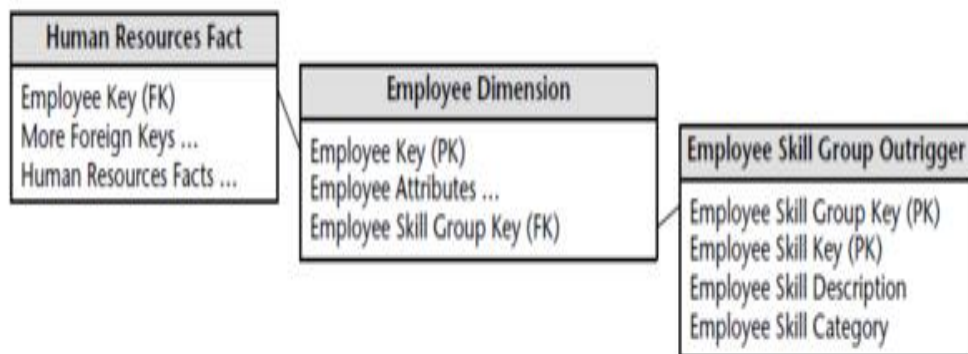 Human Resources Fact
Employee Key (FK)
More Foreign Keys ...
Human Resources Facts ...
Employee Dimension
Employee Key (PK)
Employee Attributes ...
Employee Skill Group Key (FK)
Employee Skill Group Outrigger
Employee Skill Group Key (PK)
Employee Skill Key (PK)
Employee Skill Description
Employee Skill Category